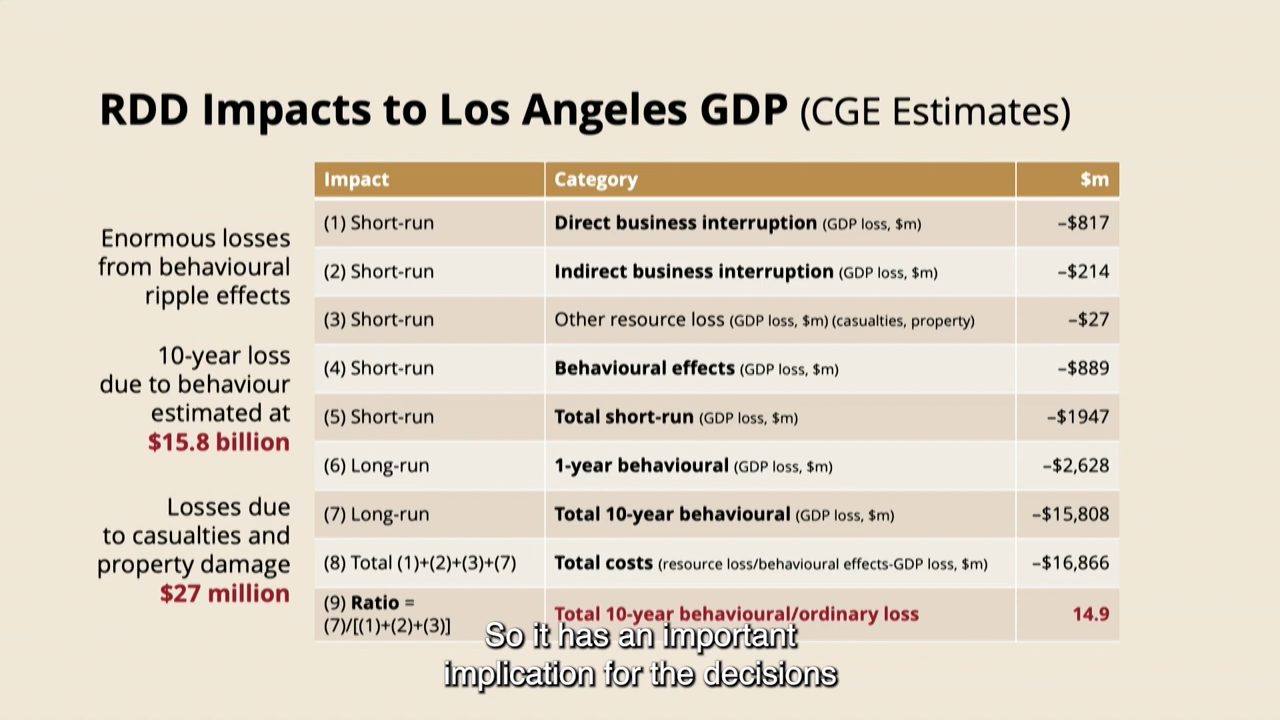 RDD Impacts to Los Angeles GDP (CGE Estimates)
Enormous losses
from behavioural
ripple effects
10-year loss
due to behaviour
estimated at
$15.8 billion
Losses due
to casualties and
property damage
$27 million
Impact Category $m
(1) Short-run Direct business interruption (GDP loss, $m) –$817
(2) Short-run Indirect business interruption (GDP loss, $m) –$214
(3) Short-run Other resource loss (GDP loss, $m) (casualties, property) –$27
(4) Short-run Behavioural effects (GDP loss, $m) –$889
(5) Short-run Total short-run (GDP loss, $m) –$1947
(6) Long-run 1-year behavioural (GDP loss, $m) –$2,628
(7) Long-run Total 10-year behavioural (GDP loss, $m) –$15,808
(8) Total (1)+(2)+(3)+(7) Total costs (resource loss/behavioural effects-GDP loss, $m) –$16,866
(9) Ratio =
(7)/[(1)+(2)+(3)] Total 10-year behavioural/ordinary loss 14.9
So it has an important
implication for the decisions